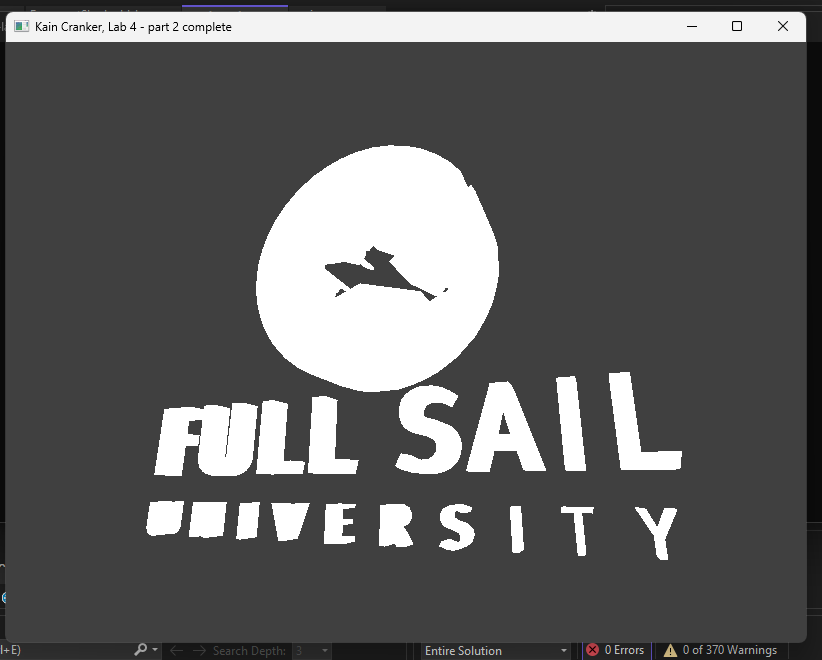 Kain Cranker, Lab 4 - part 2 complete
FULL SAIL
UNIVERSITY
l+E)
Search Depth: 3
Entire Solution
0 Errors
0 of 370 Warnings